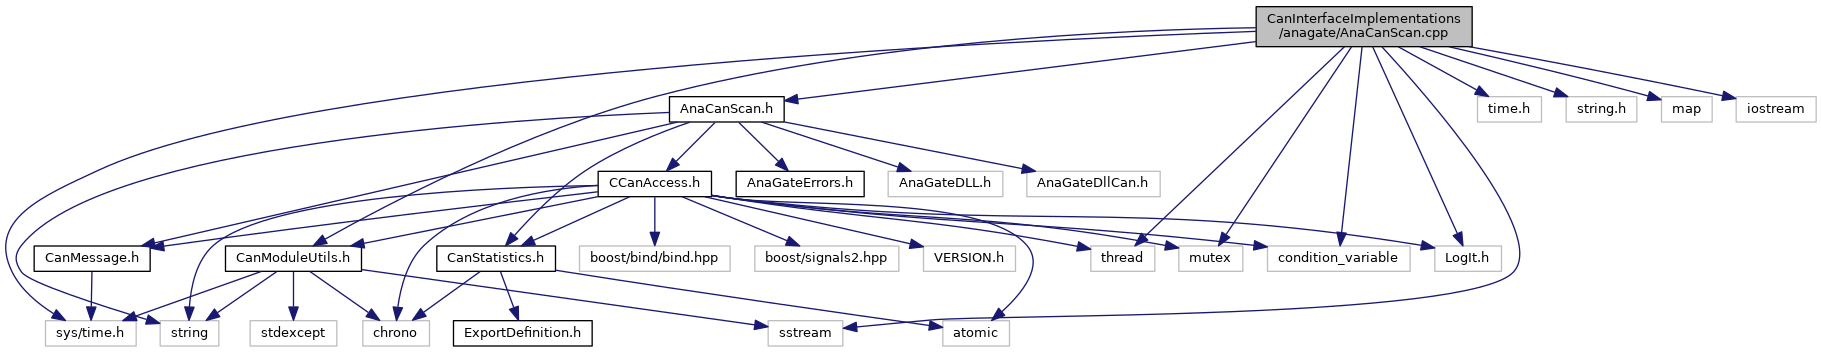 CanInterfaceImplementations
/anagate/AnaCanScan.cpp
AnaCanScan.h
time.h
string.h
map
iostream
CCanAccess.h
AnaGateErrors.h
AnaGateDLL.h
AnaGateDllCan.h
CanMessage.h
CanModuleUtils.h
CanStatistics.h
boost/bind/bind.hpp
boost/signals2.hpp
VERSION.h
thread
mutex
condition_variable
LogIt.h
sys/time.h
string
stdexcept
chrono
ExportDefinition.h
sstream
atomic